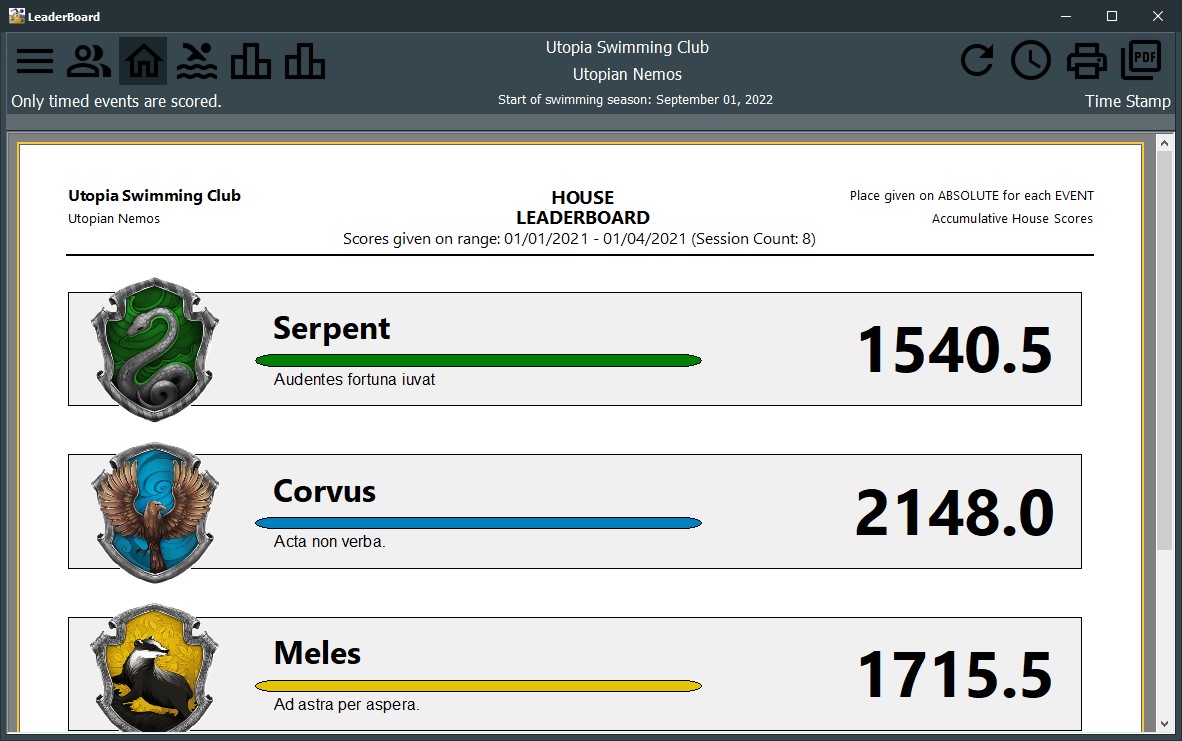 LeaderBoard
Utopia Swimming Club
Utopian Nemos
PDF
Only timed events are scored.
Start of swimming season: September 01, 2022
Time Stamp
Utopia Swimming Club
Utopian Nemos
HOUSE
LEADERBOARD
Scores given on range: 01/01/2021 - 01/04/2021 (Session Count: 8)
Place given on ABSOLUTE for each EVENT
Accumulative House Scores
Serpent
Audentes fortuna iuvat
1540.5
Corvus
Acta non verba.
2148.0
Meles
Ad astra per aspera.
1715.5